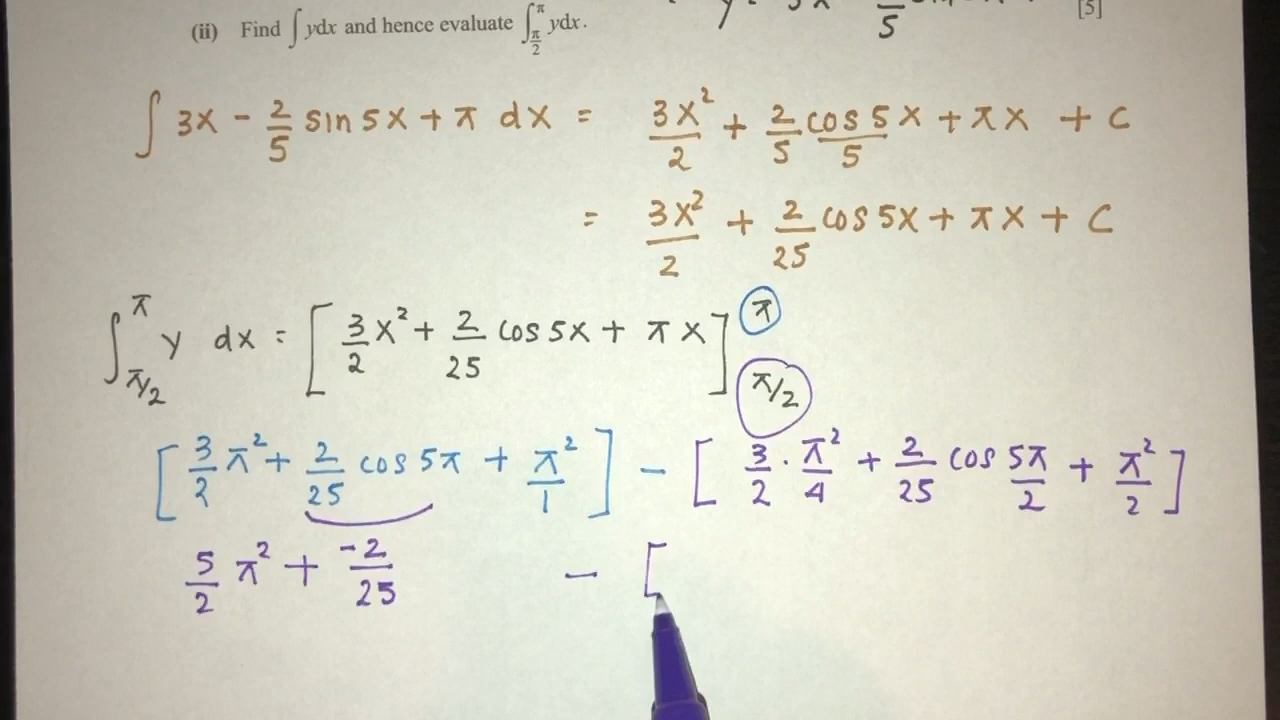 (ii) Find ∫ydx and hence evaluate ∫_{π/2}^{π} ydx. [5]
∫ 3x - 2/5 sin 5x + π dx = 3x²/2 + 2/5 cos 5x/5 + πx + C
= 3x²/2 + 2/25 cos 5x + πx + C
∫_{π/2}^{π} y dx = [ 3/2 x² + 2/25 cos 5x + πx ]_{π/2}^{π}
[ 3/2 π² + 2/25 cos 5π + π²/1 ] - [ 3/2 · π²/4 + 2/25 cos 5π/2 + π²/2 ]
5/2 π² + -2/25 - [